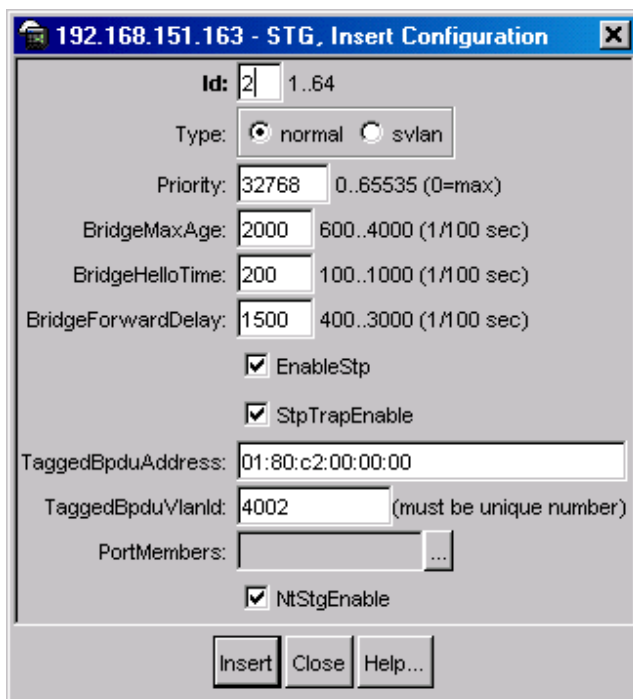 192.168.151.163 - STG, Insert Configuration
Id: 2 1..64
Type: normal svlan
Priority: 32768 0..65535 (0=max)
BridgeMaxAge: 2000 600..4000 (1/100 sec)
BridgeHelloTime: 200 100..1000 (1/100 sec)
BridgeForwardDelay: 1500 400..3000 (1/100 sec)
EnableStp
StpTrapEnable
TaggedBpduAddress: 01:80:c2:00:00:00
TaggedBpduVlanId: 4002 (must be unique number)
PortMembers: ...
NtStgEnable
Insert Close Help...